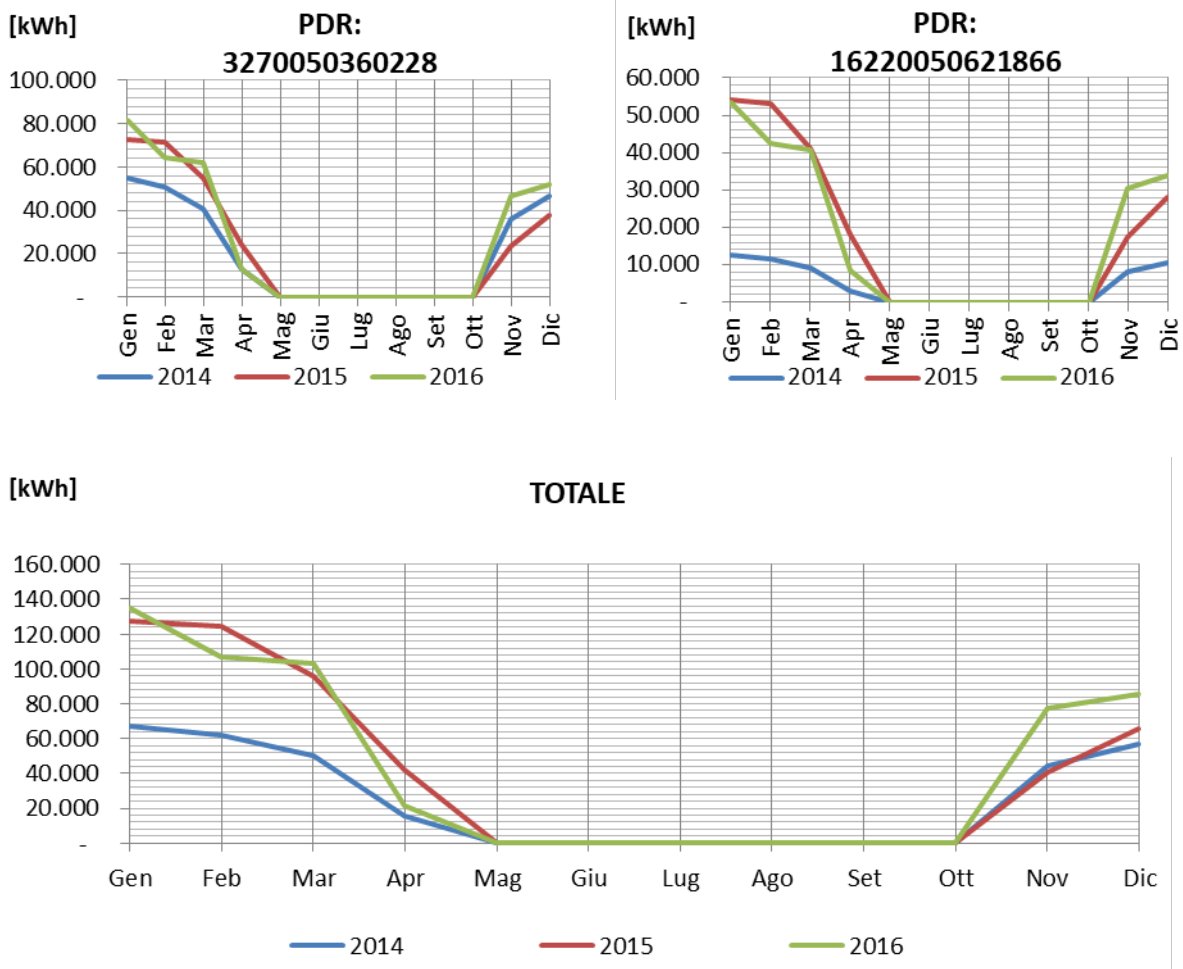 [kWh]
PDR:
3270050360228
100.000
80.000
60.000
40.000
20.000
-
Gen Feb Mar Apr Mag Giu Lug Ago Set Ott Nov Dic
2014 2015 2016
[kWh]
PDR:
16220050621866
60.000
50.000
40.000
30.000
20.000
10.000
-
Gen Feb Mar Apr Mag Giu Lug Ago Set Ott Nov Dic
2014 2015 2016
[kWh]
TOTALE
160.000
140.000
120.000
100.000
80.000
60.000
40.000
20.000
-
Gen Feb Mar Apr Mag Giu Lug Ago Set Ott Nov Dic
2014 2015 2016